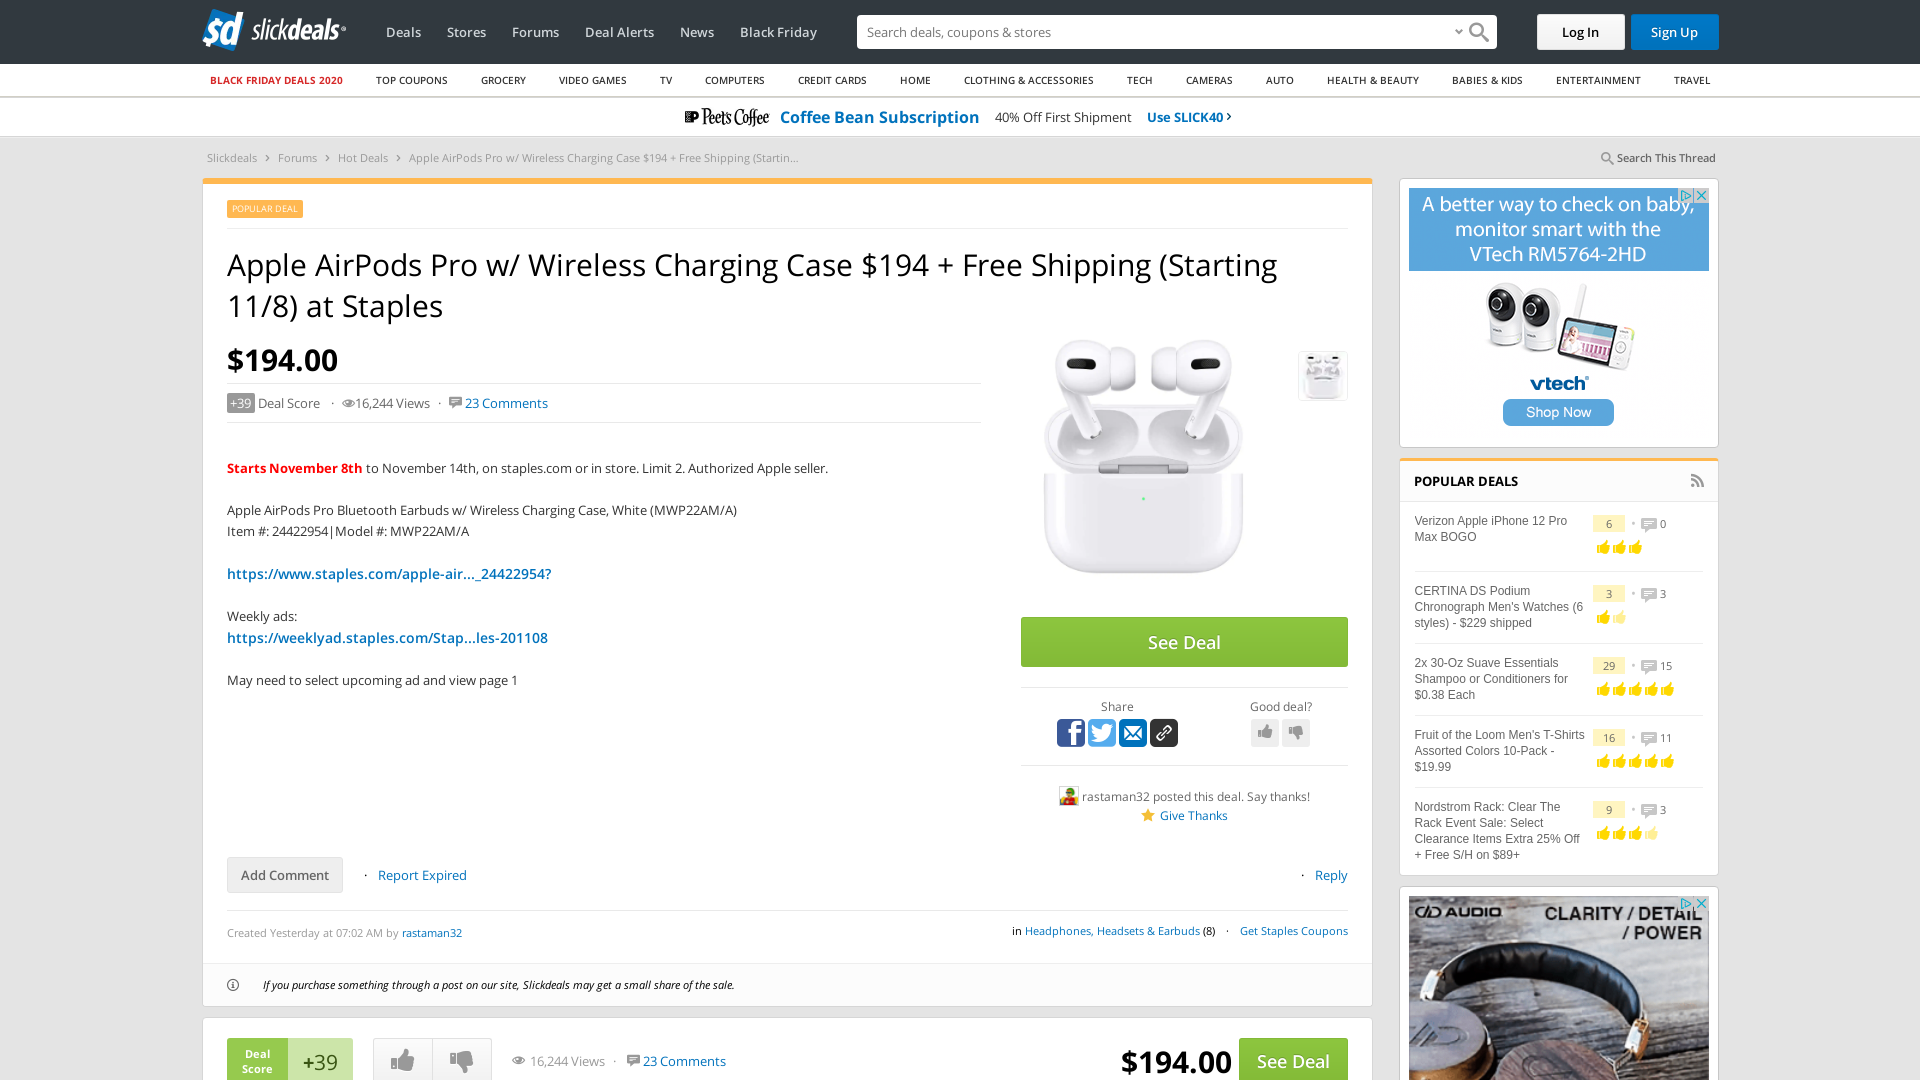 slickdeals
Deals
Stores
Forums
Deal Alerts
News
Black Friday
Search deals, coupons & stores
Log In
Sign Up
BLACK FRIDAY DEALS 2020
TOP COUPONS
GROCERY
VIDEO GAMES
TV
COMPUTERS
CREDIT CARDS
HOME
CLOTHING & ACCESSORIES
TECH
CAMERAS
AUTO
HEALTH & BEAUTY
BABIES & KIDS
ENTERTAINMENT
TRAVEL
Peet's Coffee Coffee Bean Subscription 40% Off First Shipment Use SLICK40 ›
Slickdeals › Forums › Hot Deals › Apple AirPods Pro w/ Wireless Charging Case $194 + Free Shipping (Startin...
Search This Thread
POPULAR DEAL
Apple AirPods Pro w/ Wireless Charging Case $194 + Free Shipping (Starting
11/8) at Staples
$194.00
+39 Deal Score · 16,244 Views · 23 Comments
Starts November 8th to November 14th, on staples.com or in store. Limit 2. Authorized Apple seller.
Apple AirPods Pro Bluetooth Earbuds w/ Wireless Charging Case, White (MWP22AM/A)
Item #: 24422954|Model #: MWP22AM/A
https://www.staples.com/apple-air..._24422954?
Weekly ads:
https://weeklyad.staples.com/Stap...les-201108
May need to select upcoming ad and view page 1
See Deal
Share
Good deal?
rastaman32 posted this deal. Say thanks!
Give Thanks
Add Comment · Report Expired
· Reply
Created Yesterday at 07:02 AM by rastaman32
in Headphones, Headsets & Earbuds (8) · Get Staples Coupons
If you purchase something through a post on our site, Slickdeals may get a small share of the sale.
Deal
Score
+39
16,244 Views · 23 Comments
$194.00
See Deal
A better way to check on baby,
monitor smart with the
VTech RM5764-2HD
vtech
Shop Now
POPULAR DEALS
Verizon Apple iPhone 12 Pro
Max BOGO
6 · 0
CERTINA DS Podium
Chronograph Men's Watches (6
styles) - $229 shipped
3 · 3
2x 30-Oz Suave Essentials
Shampoo or Conditioners for
$0.38 Each
29 · 15
Fruit of the Loom Men's T-Shirts
Assorted Colors 10-Pack -
$19.99
16 · 11
Nordstrom Rack: Clear The
Rack Event Sale: Select
Clearance Items Extra 25% Off
+ Free S/H on $89+
9 · 3
AUDIO
CLARITY / DETAIL
/ POWER